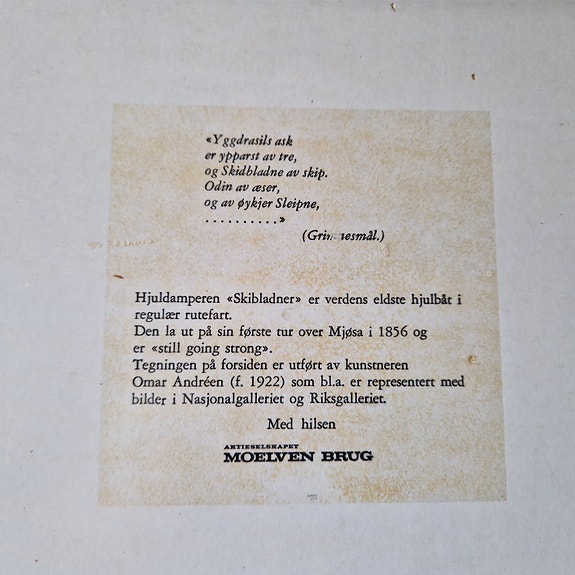 «Yggdrasils ask
er ypparst av tre,
og Skidbladne av skip.
Odin av æser,
og av øykjer Sleipne,
. . . . . . . . . .»
Hjuldamperen «Skibladner» er verdens eldste hjulbåt i
regulær rutefart.
Den la ut på sin første tur over Mjøsa i 1856 og
er «still going strong».
Tegningen på forsiden er utført av kunstneren
Omar Andréen (f. 1922) som bl.a. er representert med
bilder i Nasjonalgalleriet og Riksgalleriet.
Med hilsen
AKTIESELSKAPET
MOELVEN BRUG